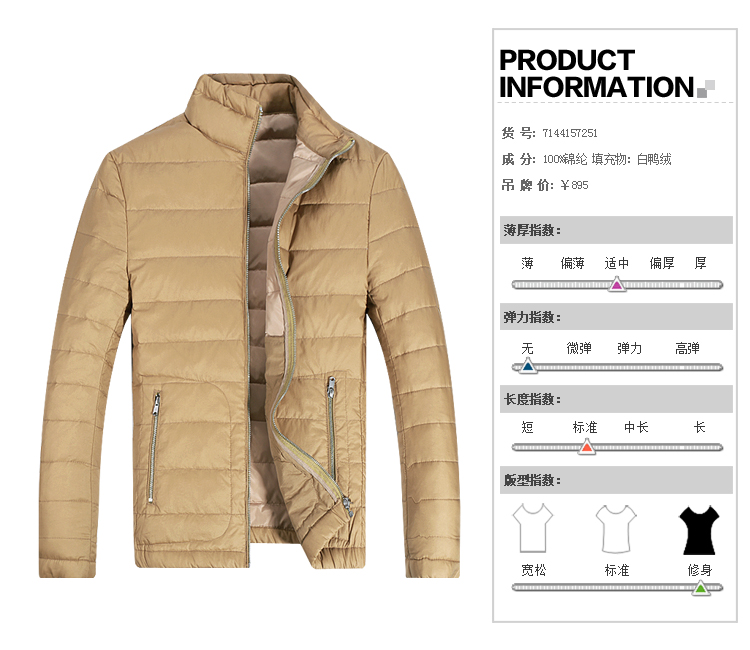 PRODUCT
INFORMATION
货 号: 7144157251
成 分: 100%锦纶 填充物: 白鸭绒
吊 牌 价: ￥895
薄厚指数:
薄 偏薄 适中 偏厚 厚
弹力指数:
无 微弹 弹力 高弹
长度指数:
短 标准 中长 长
版型指数:
宽松 标准 修身